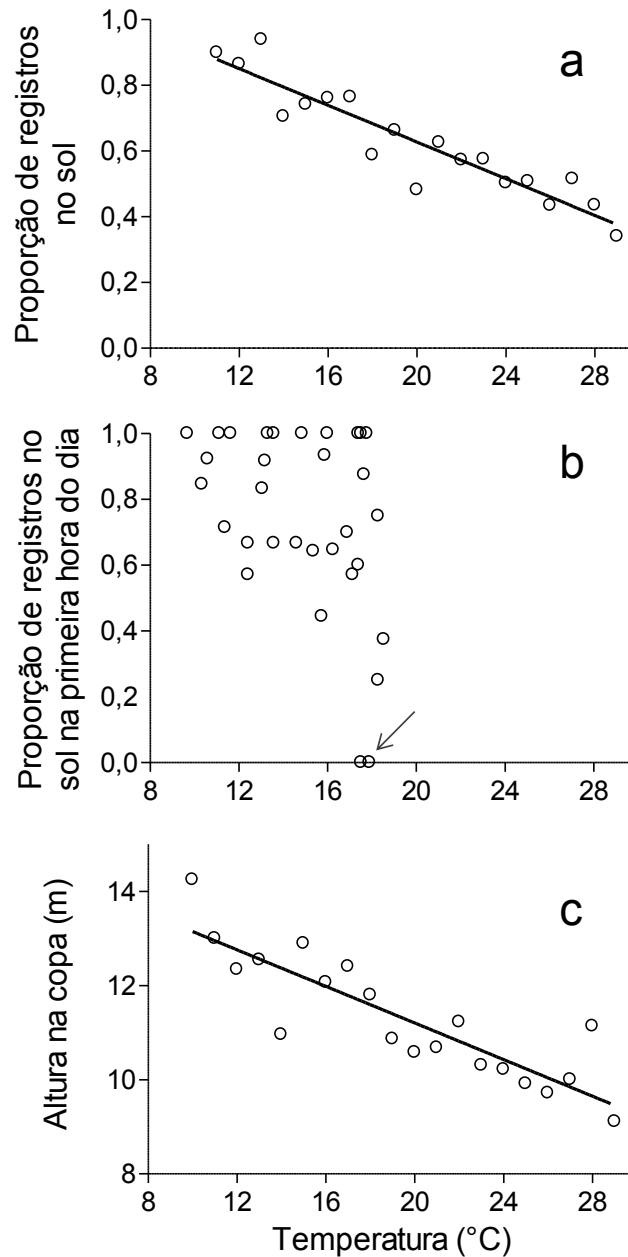 Proporção de registros
no sol
1,0
0,8
0,6
0,4
0,2
0,0
a
8 12 16 20 24 28
Proporção de registros no
sol na primeira hora do dia
1,0
0,8
0,6
0,4
0,2
0,0
b
8 12 16 20 24 28
Altura na copa (m)
14
12
10
8
c
8 12 16 20 24 28
Temperatura (°C)